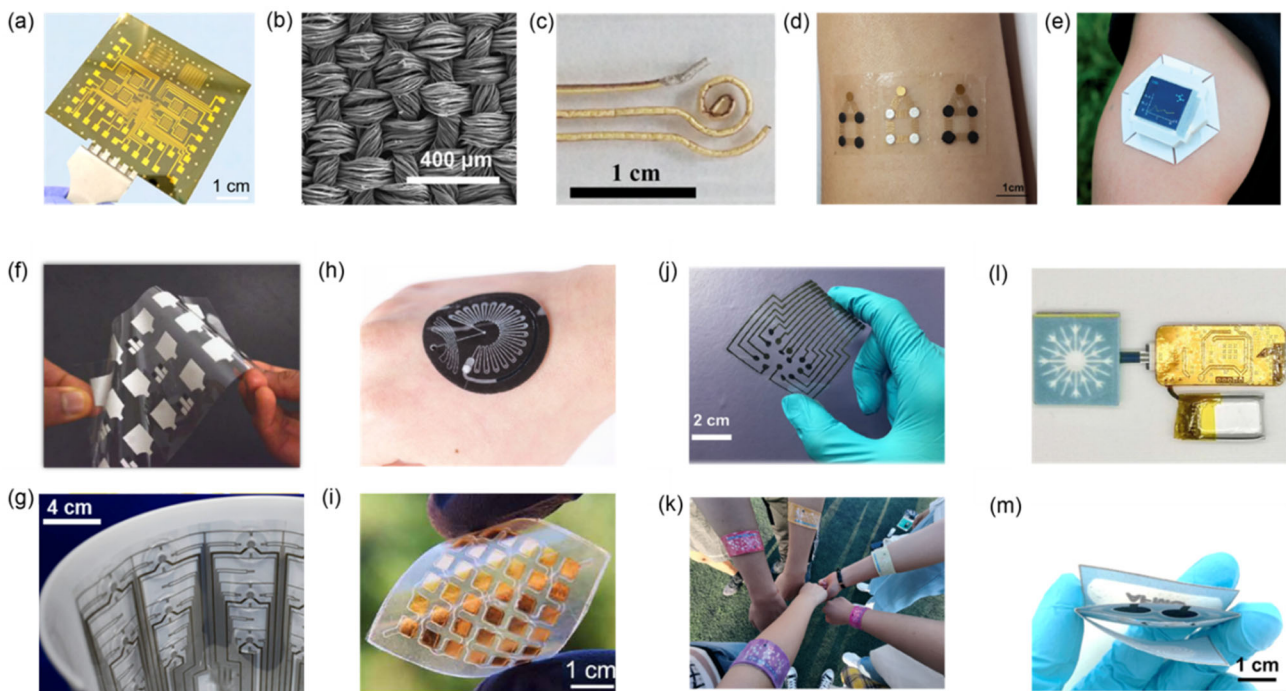 (a)
1 cm
(b)
400 µm
(c)
1 cm
(d)
1cm
(e)
(f)
(h)
(j)
2 cm
(l)
(g)
4 cm
(i)
1 cm
(k)
(m)
1 cm